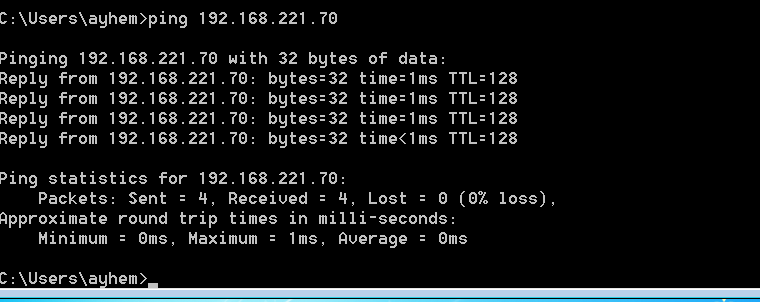 C:\Users\ayhem>ping 192.168.221.70
Pinging 192.168.221.70 with 32 bytes of data:
Reply from 192.168.221.70: bytes=32 time=1ms TTL=128
Reply from 192.168.221.70: bytes=32 time=1ms TTL=128
Reply from 192.168.221.70: bytes=32 time=1ms TTL=128
Reply from 192.168.221.70: bytes=32 time<1ms TTL=128
Ping statistics for 192.168.221.70:
    Packets: Sent = 4, Received = 4, Lost = 0 (0% loss),
Approximate round trip times in milli-seconds:
    Minimum = 0ms, Maximum = 1ms, Average = 0ms
C:\Users\ayhem>_